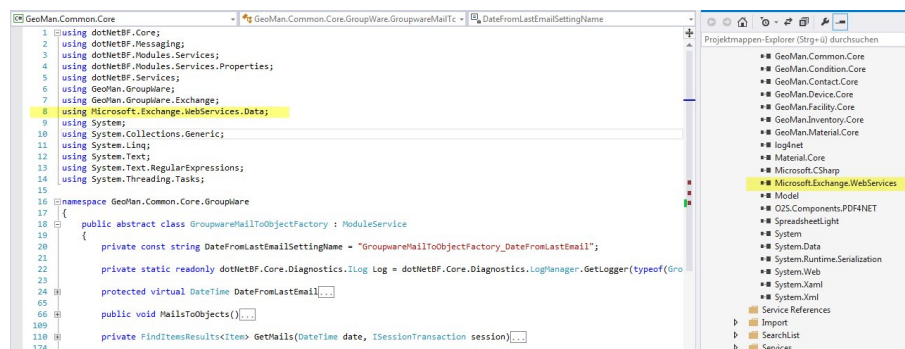 GeoMan.Common.Core
GeoMan.Common.Core.GroupWare.GroupwareMailTc
DateFromLastEmailSettingName
1 using dotNetBF.Core;
2 using dotNetBF.Messaging;
3 using dotNetBF.Modules.Services;
4 using dotNetBF.Modules.Services.Properties;
5 using dotNetBF.Services;
6 using GeoMan.GroupWare;
7 using GeoMan.GroupWare.Exchange;
8 using Microsoft.Exchange.WebServices.Data;
9 using System;
10 using System.Collections.Generic;
11 using System.Linq;
12 using System.Text;
13 using System.Text.RegularExpressions;
14 using System.Threading.Tasks;
15
16 namespace GeoMan.Common.Core.GroupWare
17 {
18 public abstract class GroupwareMailToObjectFactory : ModuleService
19 {
20 private const string DateFromLastEmailSettingName = "GroupwareMailToObjectFactory_DateFromLastEmail";
21
22 private static readonly dotNetBF.Core.Diagnostics.ILog Log = dotNetBF.Core.Diagnostics.LogManager.GetLogger(typeof(Gro
23
24 protected virtual DateTime DateFromLastEmail...
65
66 public void MailsToObjects()...
109
110 private FindItemsResults<Item> GetMails(DateTime date, ISessionTransaction session)...
174
Projektmappen-Explorer (Strg+ü) durchsuchen
GeoMan.Common.Core
GeoMan.Condition.Core
GeoMan.Contact.Core
GeoMan.Device.Core
GeoMan.Facility.Core
GeoMan.Inventory.Core
GeoMan.Material.Core
log4net
Material.Core
Microsoft.CSharp
Microsoft.Exchange.WebServices
Model
O2S.Components.PDF4NET
SpreadsheetLight
System
System.Data
System.Runtime.Serialization
System.Web
System.Xaml
System.Xml
Service References
Import
SearchList
Services